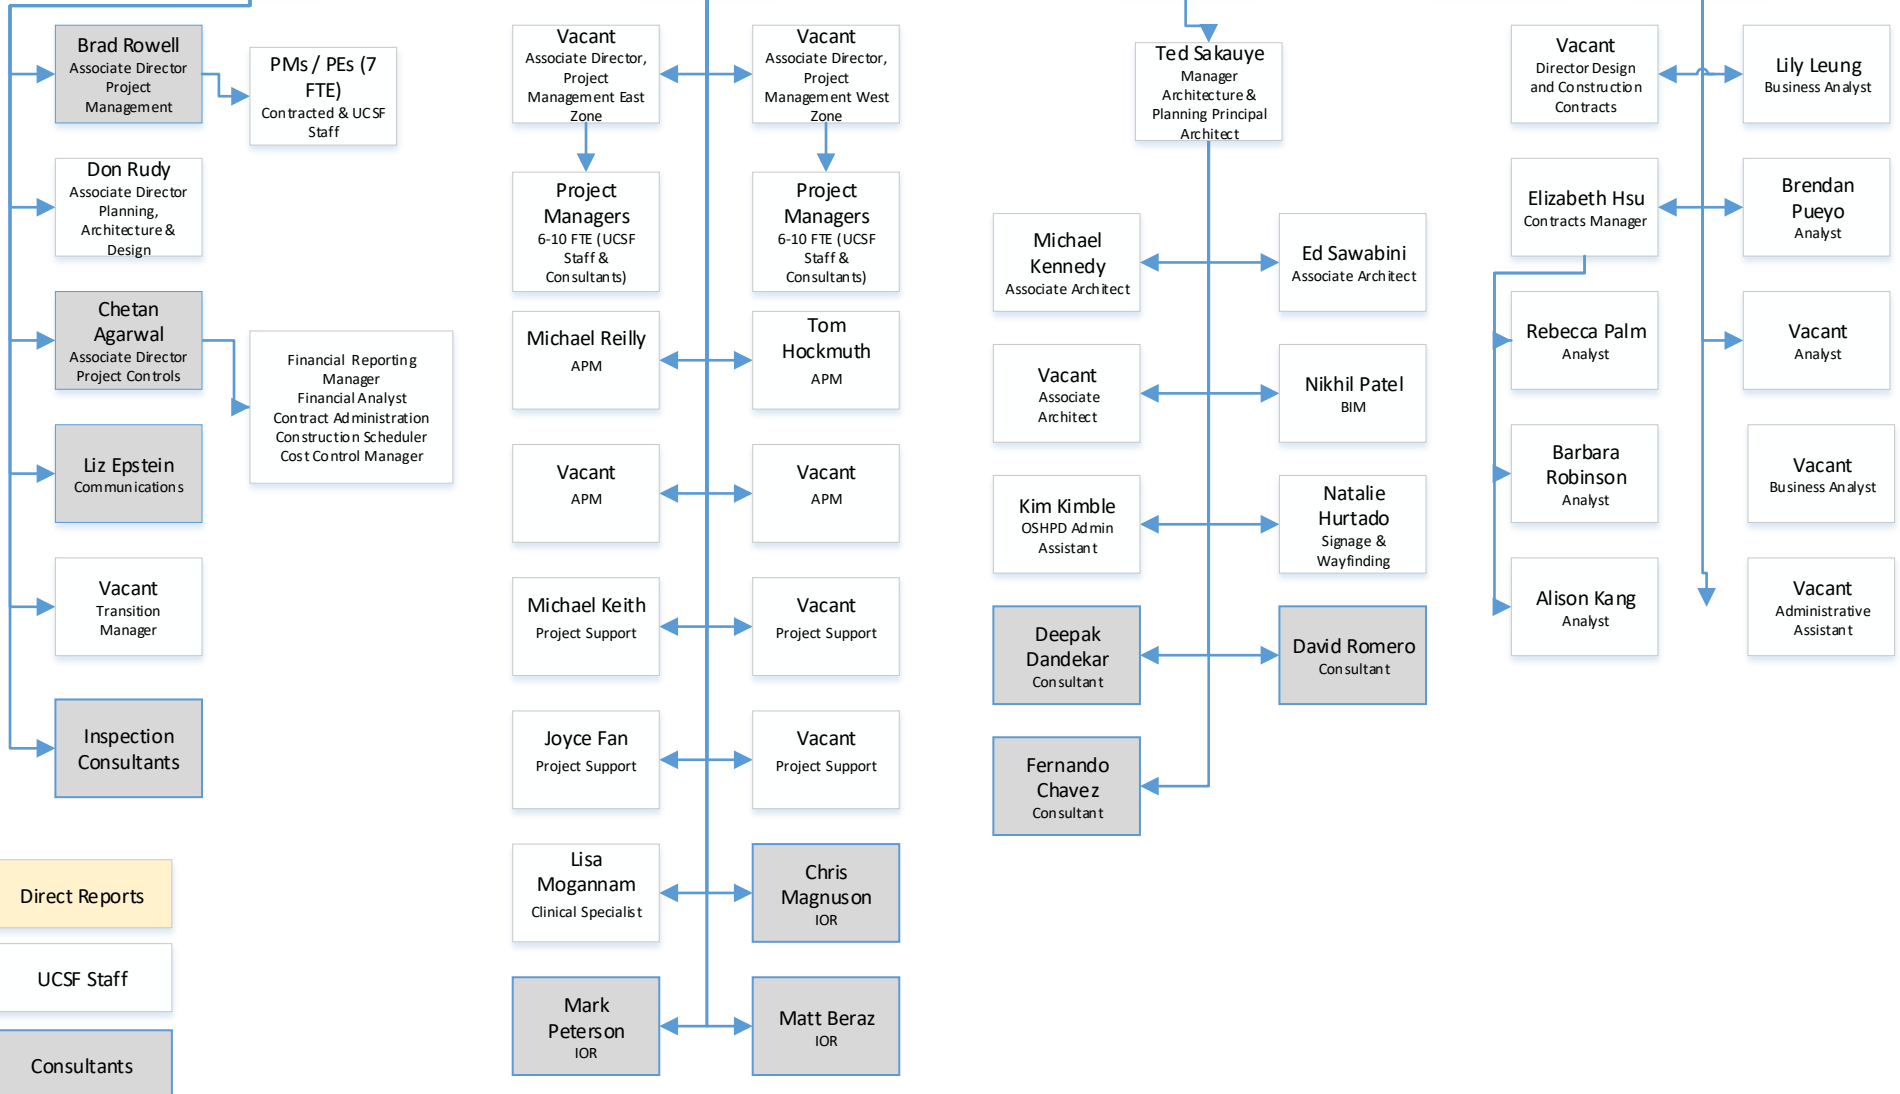 Brad Rowell
Associate Director
Project
Management
PMs / PEs (7
FTE)
Contracted & UCSF
Staff
Don Rudy
Associate Director
Planning,
Architecture &
Design
Chetan
Agarwal
Associate Director
Project Controls
Financial Reporting
Manager
Financial Analyst
Contract Administration
Construction Scheduler
Cost Control Manager
Liz Epstein
Communications
Vacant
Transition
Manager
Inspection
Consultants
Direct Reports
UCSF Staff
Consultants
Vacant
Associate Director,
Project
Management East
Zone
Vacant
Associate Director,
Project
Management West
Zone
Project
Managers
6-10 FTE (UCSF
Staff &
Consultants)
Project
Managers
6-10 FTE (UCSF
Staff &
Consultants)
Michael Reilly
APM
Tom
Hockmuth
APM
Vacant
APM
Vacant
APM
Michael Keith
Project Support
Vacant
Project Support
Joyce Fan
Project Support
Vacant
Project Support
Lisa
Mogannam
Clinical Specialist
Chris
Magnuson
IOR
Mark
Peterson
IOR
Matt Beraz
IOR
Ted Sakauye
Manager
Architecture &
Planning Principal
Architect
Michael
Kennedy
Associate Architect
Ed Sawabini
Associate Architect
Vacant
Associate
Architect
Nikhil Patel
BIM
Kim Kimble
OSHPD Admin
Assistant
Natalie
Hurtado
Signage &
Wayfinding
Deepak
Dandekar
Consultant
David Romero
Consultant
Fernando
Chavez
Consultant
Vacant
Director Design
and Construction
Contracts
Lily Leung
Business Analyst
Elizabeth Hsu
Contracts Manager
Brendan
Pueyo
Analyst
Rebecca Palm
Analyst
Vacant
Analyst
Barbara
Robinson
Analyst
Vacant
Business Analyst
Alison Kang
Analyst
Vacant
Administrative
Assistant